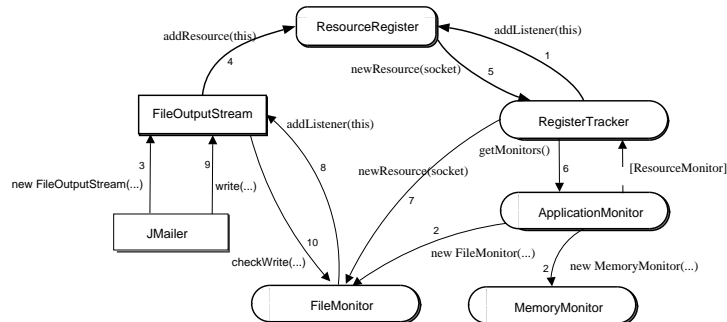 ResourceRegister
addResource(this)
addListener(this)
4
1
newResource(socket)
5
FileOutputStream
RegisterTracker
addListener(this)
getMonitors()
3
9
8
newResource(socket)
6
[ResourceMonitor]
new FileOutputStream(...)
write(...)
7
JMailer
ApplicationMonitor
10
2
checkWrite(...)
new FileMonitor(...)
2
new MemoryMonitor(...)
FileMonitor
MemoryMonitor